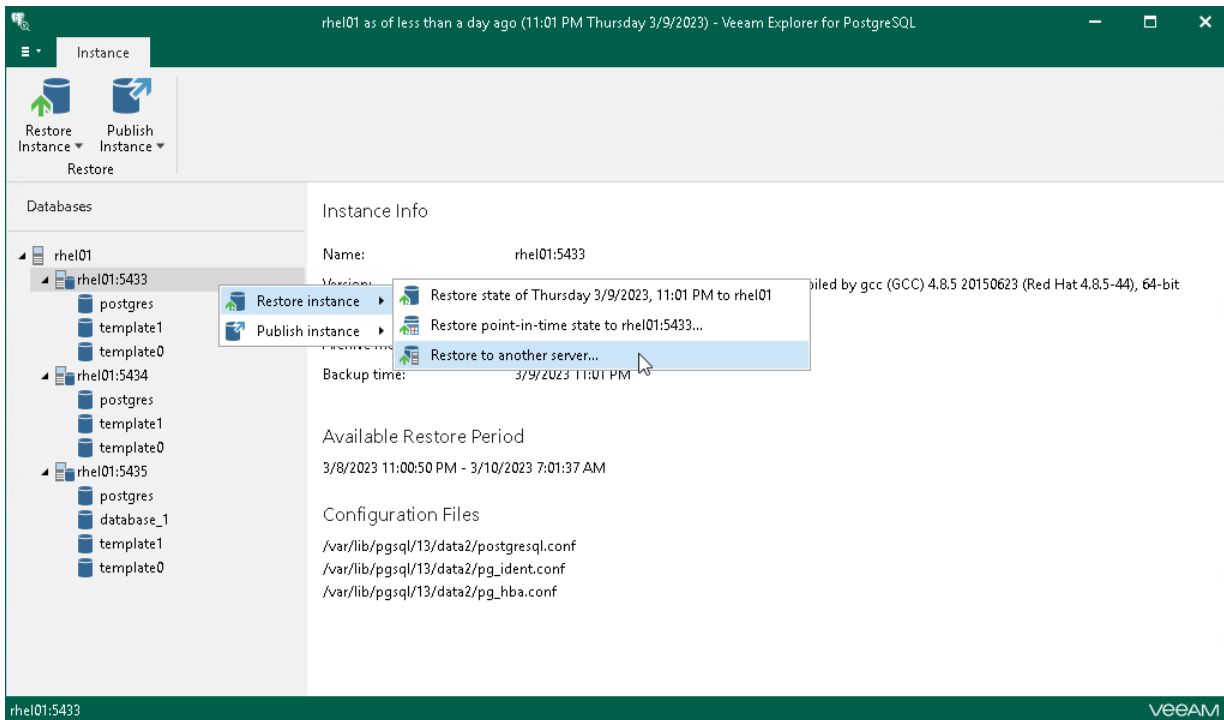 rhel01 as of less than a day ago (11:01 PM Thursday 3/9/2023) - Veeam Explorer for PostgreSQL
Instance
Restore Instance
Publish Instance
Restore
Databases
rhel01
rhel01:5433
postgres
template1
template0
rhel01:5434
postgres
template1
template0
rhel01:5435
postgres
database_1
template1
template0
Instance Info
Name: rhel01:5433
piled by gcc (GCC) 4.8.5 20150623 (Red Hat 4.8.5-44), 64-bit
Restore instance
Publish instance
Restore state of Thursday 3/9/2023, 11:01 PM to rhel01
Restore point-in-time state to rhel01:5433...
Restore to another server...
Backup time: 3/9/2023 11:01 PM
Available Restore Period
3/8/2023 11:00:50 PM - 3/10/2023 7:01:37 AM
Configuration Files
/var/lib/pgsql/13/data2/postgresql.conf
/var/lib/pgsql/13/data2/pg_ident.conf
/var/lib/pgsql/13/data2/pg_hba.conf
rhel01:5433
veeAM